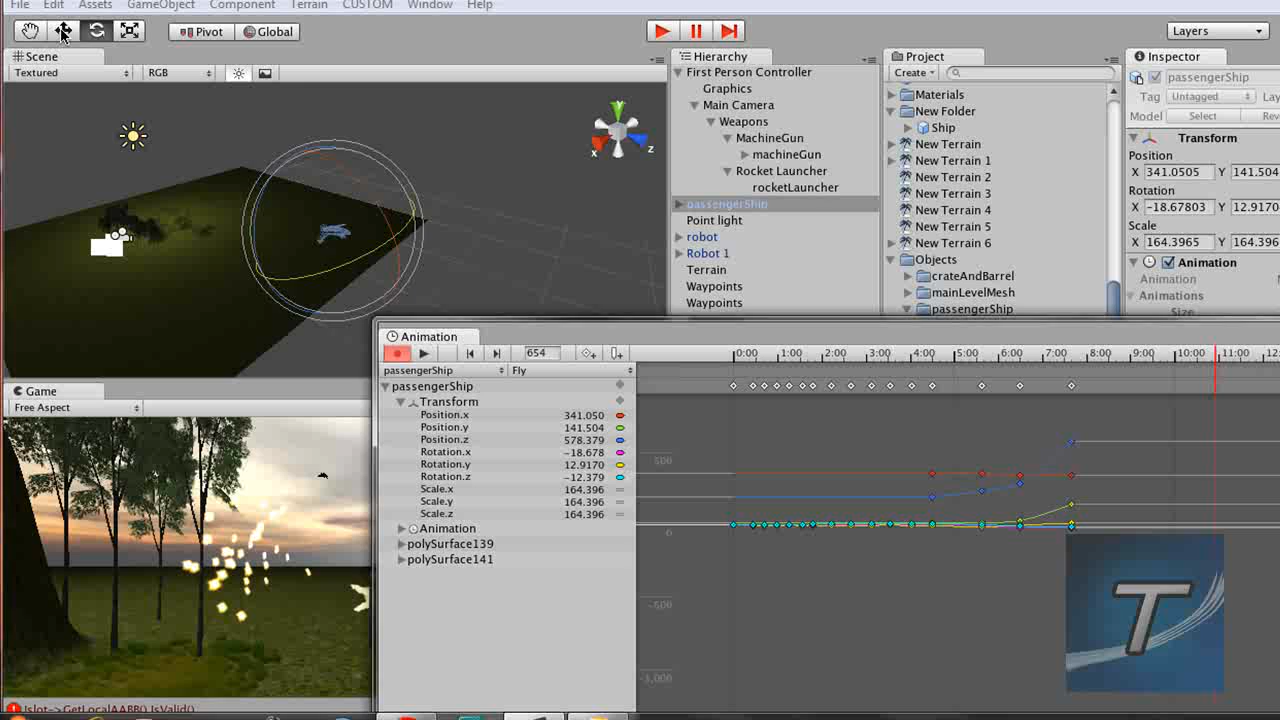 File Edit Assets GameObject Component Terrain CUSTOM Window Help
Pivot Global Layers
Scene
Textured RGB
Hierarchy
First Person Controller
Graphics
Main Camera
Weapons
MachineGun
machineGun
Rocket Launcher
rocketLauncher
passengerShip
Point light
robot
Robot 1
Terrain
Waypoints
Waypoints
Project
Create
Materials
New Folder
Ship
New Terrain
New Terrain 1
New Terrain 2
New Terrain 3
New Terrain 4
New Terrain 5
New Terrain 6
Objects
crateAndBarrel
mainLevelMesh
passengerShip
Inspector
passengerShip
Tag Untagged
Model Select
Transform
Position
X 341.0505 Y 141.504
Rotation
X -18.67803 Y 12.9170
Scale
X 164.3965 Y 164.396
Animation
Animation
Animations
Size
Animation
654
0:00 1:00 2:00 3:00 4:00 5:00 6:00 7:00 8:00 9:00 10:00 11:00
passengerShip Fly
passengerShip
Transform
Position.x 341.050
Position.y 141.504
Position.z 578.379
Rotation.x -18.678
Rotation.y 12.9170
Rotation.z -12.379
Scale.x 164.396
Scale.y 164.396
Scale.z 164.396
Animation
polySurface139
polySurface141
500
0
-500
-1,000
T
Game
Free Aspect
Islot->GetLocalAABB().IsValid()